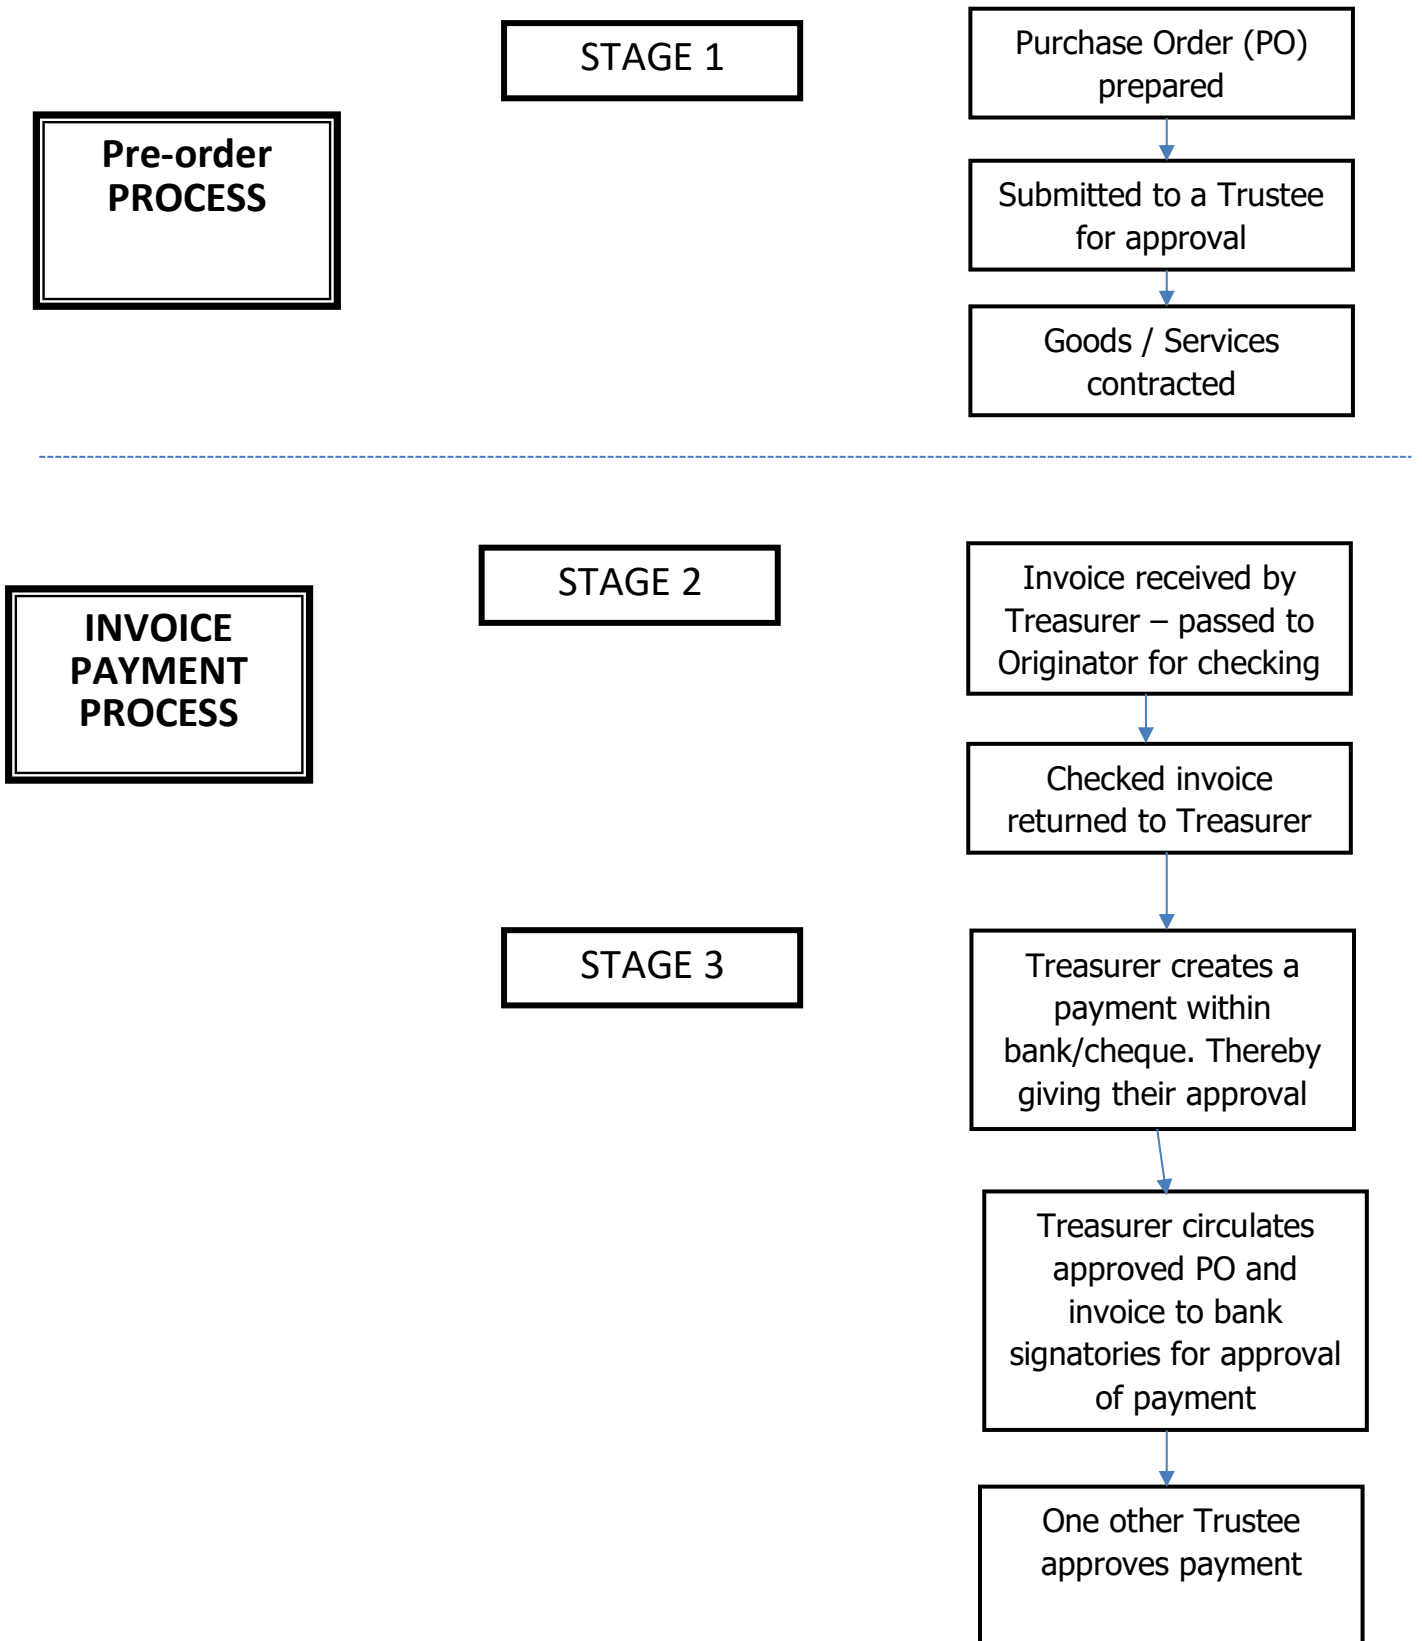 STAGE 1
Purchase Order (PO)
prepared
Pre-order
PROCESS
Submitted to a Trustee
for approval
Goods / Services
contracted
STAGE 2
Invoice received by
Treasurer – passed to
Originator for checking
INVOICE
PAYMENT
PROCESS
Checked invoice
returned to Treasurer
STAGE 3
Treasurer creates a
payment within
bank/cheque. Thereby
giving their approval
Treasurer circulates
approved PO and
invoice to bank
signatories for approval
of payment
One other Trustee
approves payment